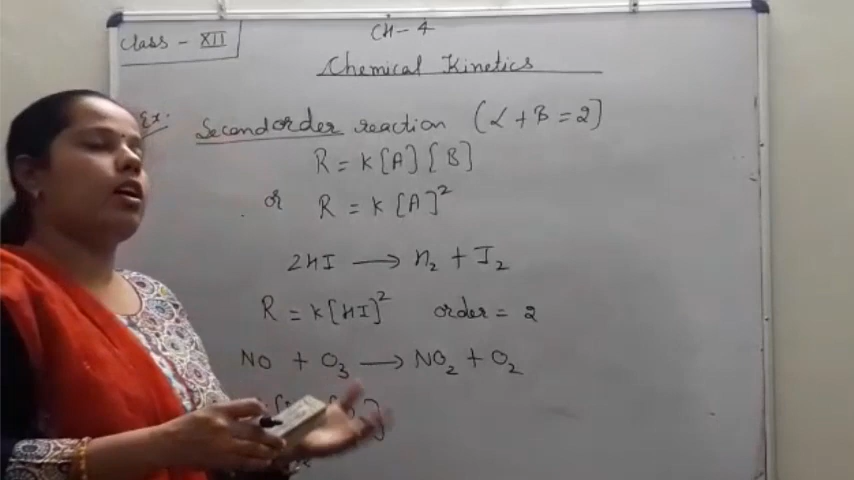 Class - XII
CH-4
Chemical Kinetics
Ex:
Second order reaction (α + β = 2]
R = K[A][B]
or R = K[A]²
2HI → H₂ + I₂
R = K[HI]² order = 2
NO + O₃ → NO₂ + O₂